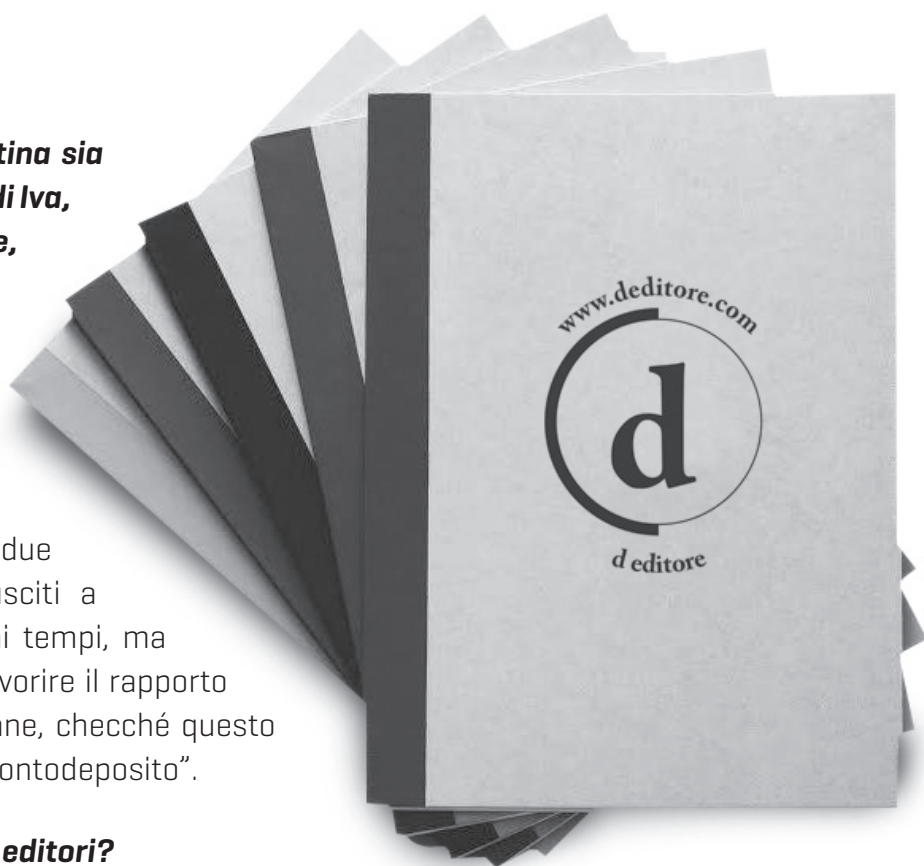 tina sia
di Iva,
e,
due
sciti a
i tempi, ma
vorire il rapporto
ne, checché questo
ontodeposito”.
editori?
www.deditore.com
d
d editore